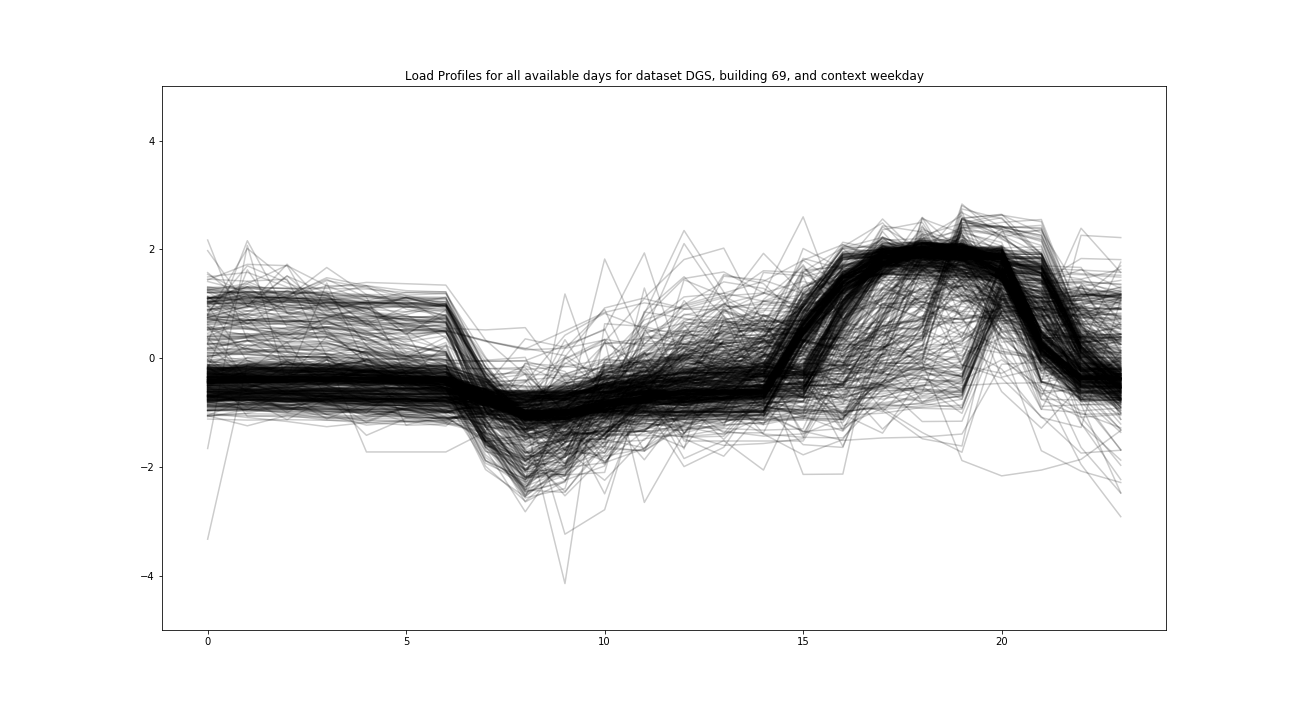 Load Profiles for all available days for dataset DGS, building 69, and context weekday
4
2
0
−2
−4
0 5 10 15 20